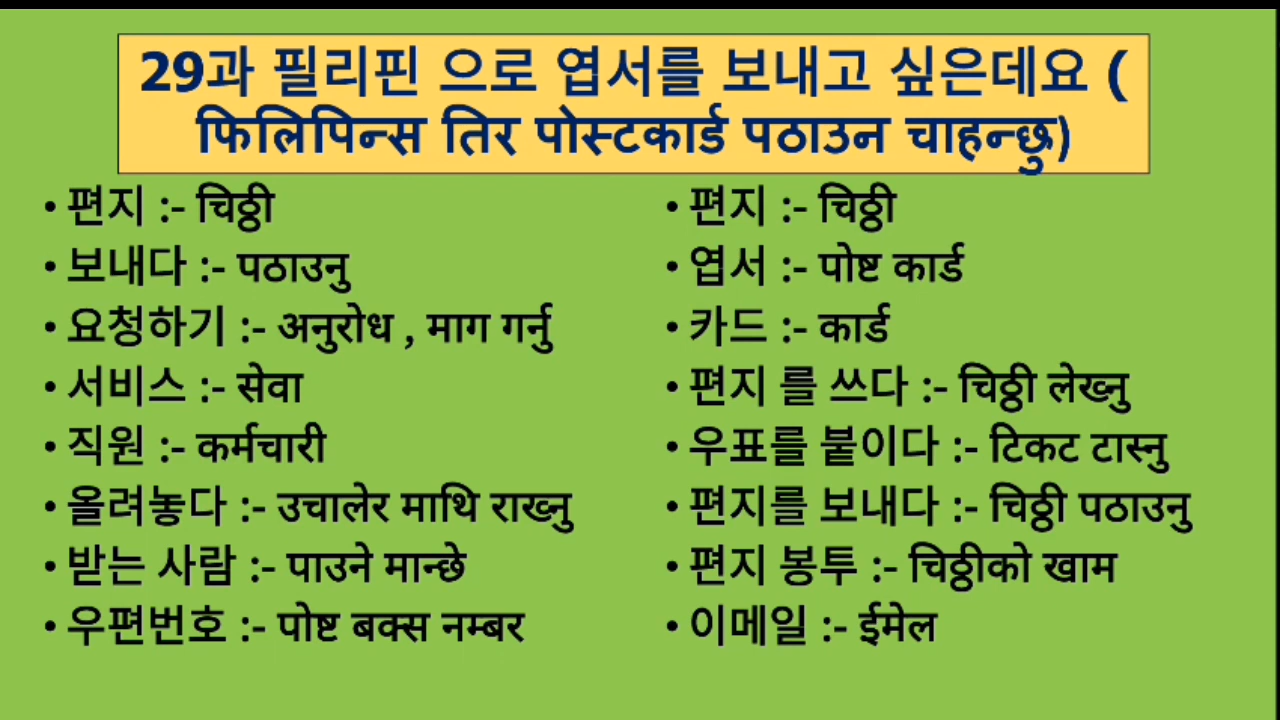 29과 필리핀 으로 엽서를 보내고 싶은데요 (
फिलिपिन्स तिर पोस्टकार्ड पठाउन चाहन्छु)
• 편지 :- चिठ्ठी
• 보내다 :- पठाउनु
• 요청하기 :- अनुरोध , माग गर्नु
• 서비스 :- सेवा
• 직원 :- कर्मचारी
• 올려놓다 :- उचालेर माथि राख्नु
• 받는 사람 :- पाउने मान्छे
• 우편번호 :- पोष्ट बक्स नम्बर
• 편지 :- चिठ्ठी
• 엽서 :- पोष्ट कार्ड
• 카드 :- कार्ड
• 편지 를 쓰다 :- चिठ्ठी लेख्नु
• 우표를 붙이다 :- टिकट टास्नु
• 편지를 보내다 :- चिठ्ठी पठाउनु
• 편지 봉투 :- चिठ्ठीको खाम
• 이메일 :- ईमेल